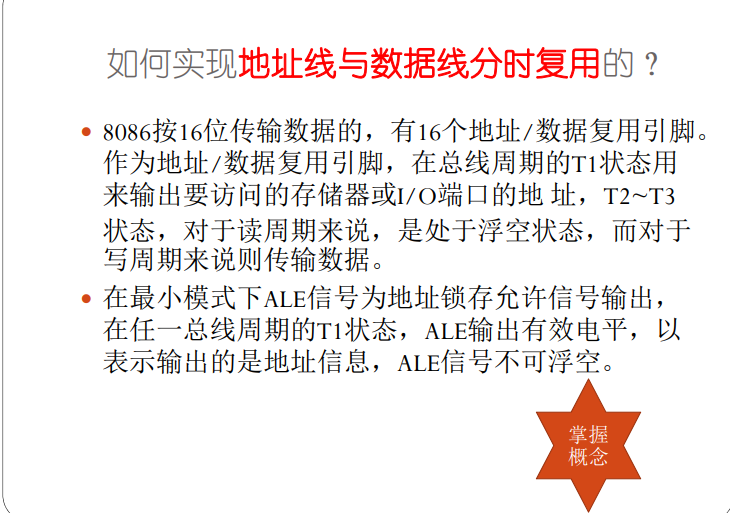 如何实现地址线与数据线分时复用的？
8086按16位传输数据的，有16个地址/数据复用引脚。
作为地址/数据复用引脚，在总线周期的T1状态用
来输出要访问的存储器或I/O端口的地 址，T2~T3
状态，对于读周期来说，是处于浮空状态，而对于
写周期来说则传输数据。
在最小模式下ALE信号为地址锁存允许信号输出，
在任一总线周期的T1状态，ALE输出有效电平，以
表示输出的是地址信息，ALE信号不可浮空。
掌握
概念